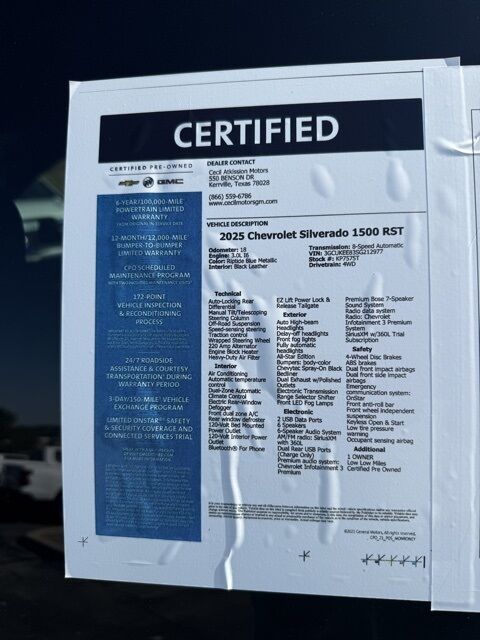 CERTIFIED
CERTIFIED PRE-OWNED
GMC
6-YEAR/100,000-MILE
POWERTRAIN LIMITED
WARRANTY
FROM ORIGINAL IN-SERVICE DATE
12-MONTH/12,000-MILE
BUMPER-TO-BUMPER
LIMITED WARRANTY
CPO SCHEDULED
MAINTENANCE PROGRAM
172-POINT
VEHICLE INSPECTION
& RECONDITIONING
PROCESS
24/7 ROADSIDE
ASSISTANCE & COURTESY
TRANSPORTATION DURING
WARRANTY PERIOD
3-DAY/150-MILE VEHICLE
EXCHANGE PROGRAM
LIMITED ONSTAR SAFETY
& SECURITY COVERAGE AND
CONNECTED SERVICES TRIAL
DEALER CONTACT
Cecil Atkission Motors
550 BENSON DR
Kerrville, Texas 78028
(866) 559-6786
www.cecilmotorsgm.com
VEHICLE DESCRIPTION
2025 Chevrolet Silverado 1500 RST
Odometer: 18
Engine: 3.0L I6
Color: Riptide Blue Metallic
Interior: Black Leather
Transmission: 8-Speed Automatic
VIN: 3GCUKEE83SG212977
Stock #: KP757ST
Drivetrain: 4WD
Technical
Auto-Locking Rear
Differential
Manual Tilt/Telescoping
Steering Column
Off-Road Suspension
Speed-sensing steering
Traction control
Wrapped Steering Wheel
220 Amp Alternator
Engine Block Heater
Heavy-Duty Air Filter
Interior
Air Conditioning
Automatic temperature
control
Dual-Zone Automatic
Climate Control
Electric Rear-Window
Defogger
Front dual zone A/C
Rear window defroster
120-Volt Bed Mounted
Power Outlet
120-Volt Interior Power
Outlet
Bluetooth® For Phone
EZ Lift Power Lock &
Release Tailgate
Exterior
Auto High-beam
Headlights
Delay-off headlights
Front fog lights
Fully automatic
headlights
All-Star Edition
Bumpers: body-color
Chevytec Spray-On Black
Bedliner
Dual Exhaust w/Polished
Outlets
Electronic Transmission
Range Selector Shifter
Front LED Fog Lamps
Electronic
2 USB Data Ports
6 Speakers
6-Speaker Audio System
AM/FM radio: SiriusXM
with 360L
Dual Rear USB Ports
(Charge Only)
Premium audio system:
Chevrolet Infotainment 3
Premium
Premium Bose 7-Speaker
Sound System
Radio data system
Radio: Chevrolet
Infotainment 3 Premium
System
SiriusXM w/360L Trial
Subscription
Safety
4-Wheel Disc Brakes
ABS brakes
Dual front impact airbags
Dual front side impact
airbags
Emergency
communication system:
OnStar
Front anti-roll bar
Front wheel independent
suspension
Keyless Open & Start
Low tire pressure
warning
Occupant sensing airbag
Additional
1 OWNER
Low Low Miles
Certified Pre Owned